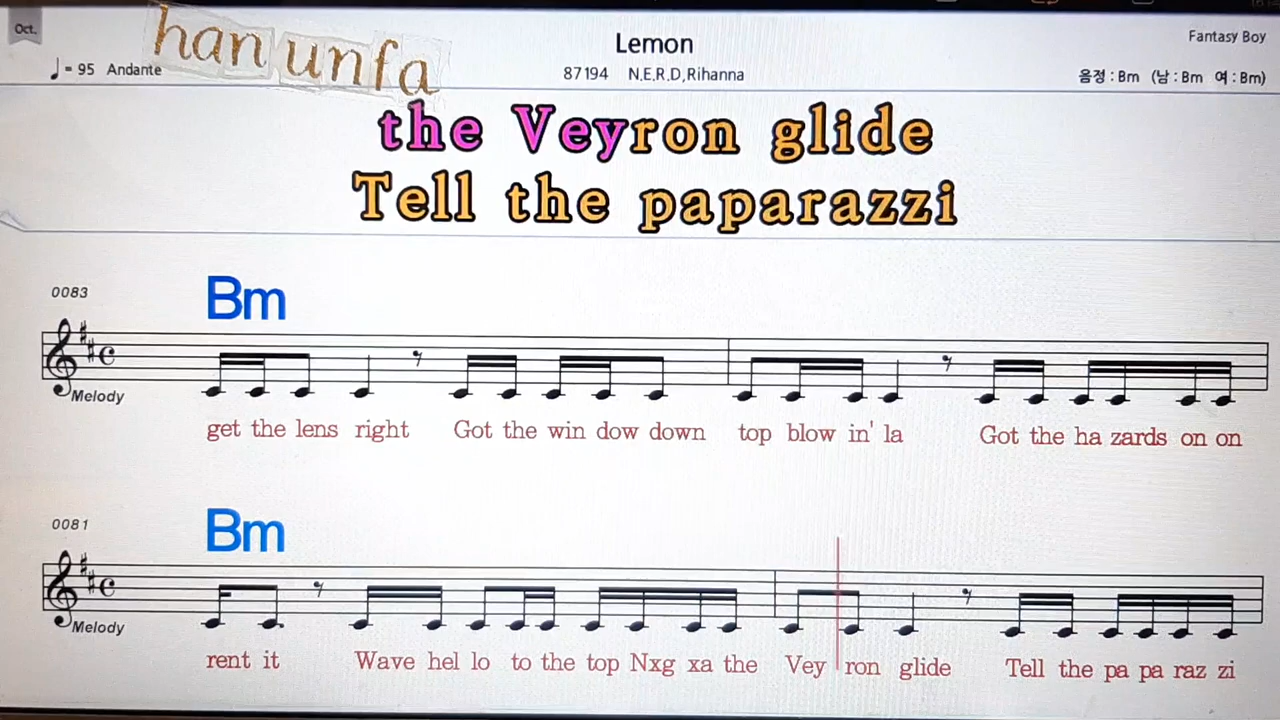 Oct.
han unfa
Lemon
Fantasy Boy
♩= 95 Andante
87194 N.E.R.D,Rihanna
음정 : Bm (남 : Bm 여 : Bm)
the Veyron glide
Tell the paparazzi
0083
Bm
Melody
get the lens right Got the win dow down top blow in' la Got the ha zards on on
0081
Bm
Melody
rent it Wave hel lo to the top Nxg xa the Vey ron glide Tell the pa pa raz zi